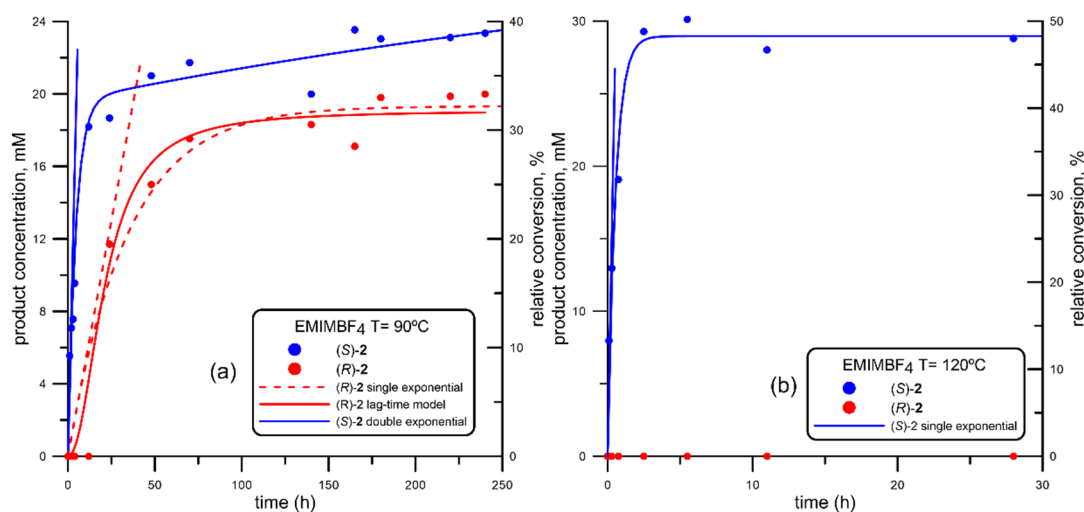 24
20
16
12
8
4
0
product concentration, mM
40
30
20
10
0
relative conversion, %
0
50
100
150
200
250
time (h)
(a)
EMIMBF4 T= 90ºC
(S)-2
(R)-2
(R)-2 single exponential
(R)-2 lag-time model
(S)-2 double exponential
30
20
10
0
product concentration, mM
50
40
30
20
10
0
relative conversion, %
0
10
20
30
time (h)
(b)
EMIMBF4 T= 120ºC
(S)-2
(R)-2
(S)-2 single exponential